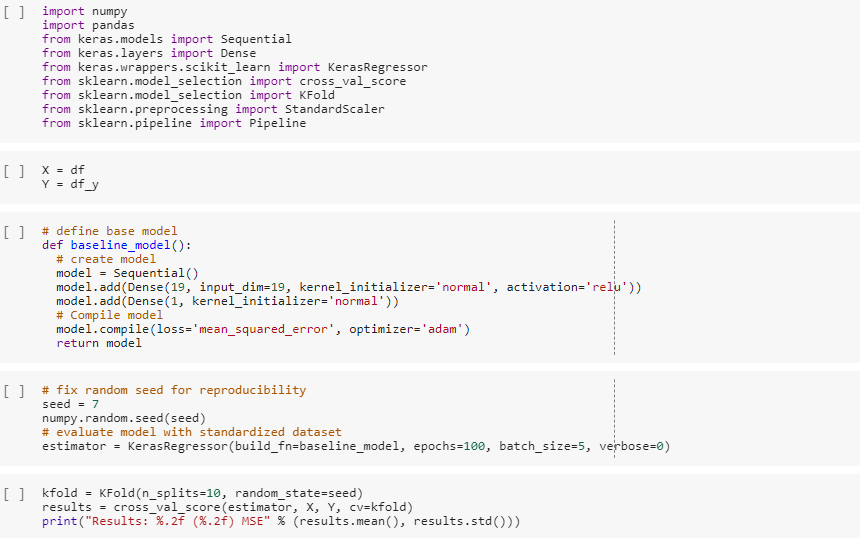 [ ] import numpy
import pandas
from keras.models import Sequential
from keras.layers import Dense
from keras.wrappers.scikit_learn import KerasRegressor
from sklearn.model_selection import cross_val_score
from sklearn.model_selection import KFold
from sklearn.preprocessing import StandardScaler
from sklearn.pipeline import Pipeline
[ ] X = df
Y = df_y
[ ] # define base model
def baseline_model():
  # create model
  model = Sequential()
  model.add(Dense(19, input_dim=19, kernel_initializer='normal', activation='relu'))
  model.add(Dense(1, kernel_initializer='normal'))
  # Compile model
  model.compile(loss='mean_squared_error', optimizer='adam')
  return model
[ ] # fix random seed for reproducibility
seed = 7
numpy.random.seed(seed)
# evaluate model with standardized dataset
estimator = KerasRegressor(build_fn=baseline_model, epochs=100, batch_size=5, verbose=0)
[ ] kfold = KFold(n_splits=10, random_state=seed)
results = cross_val_score(estimator, X, Y, cv=kfold)
print("Results: %.2f (%.2f) MSE" % (results.mean(), results.std()))